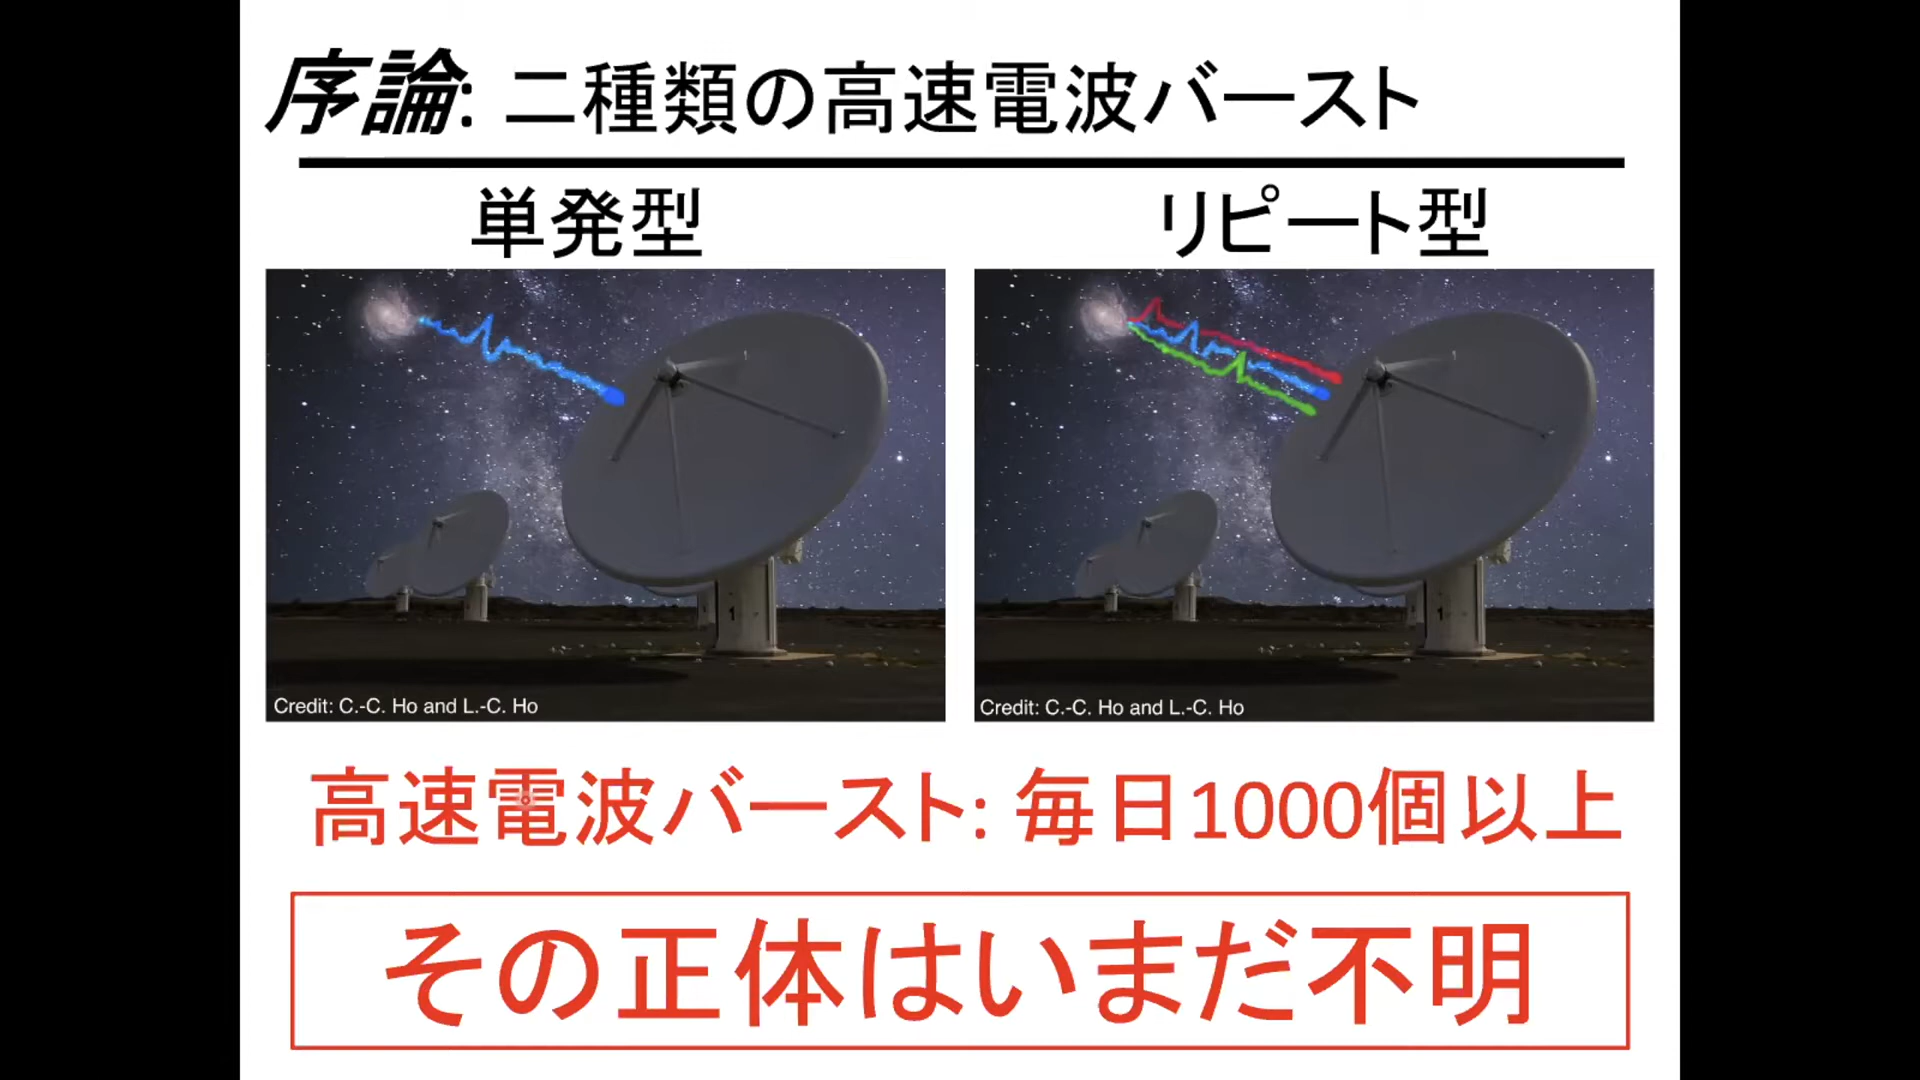 序論: 二種類の高速電波バースト
単発型
リピート型
1
1
Credit: C.-C. Ho and L.-C. Ho
Credit: C.-C. Ho and L.-C. Ho
高速電波バースト: 毎日1000個以上
その正体はいまだ不明